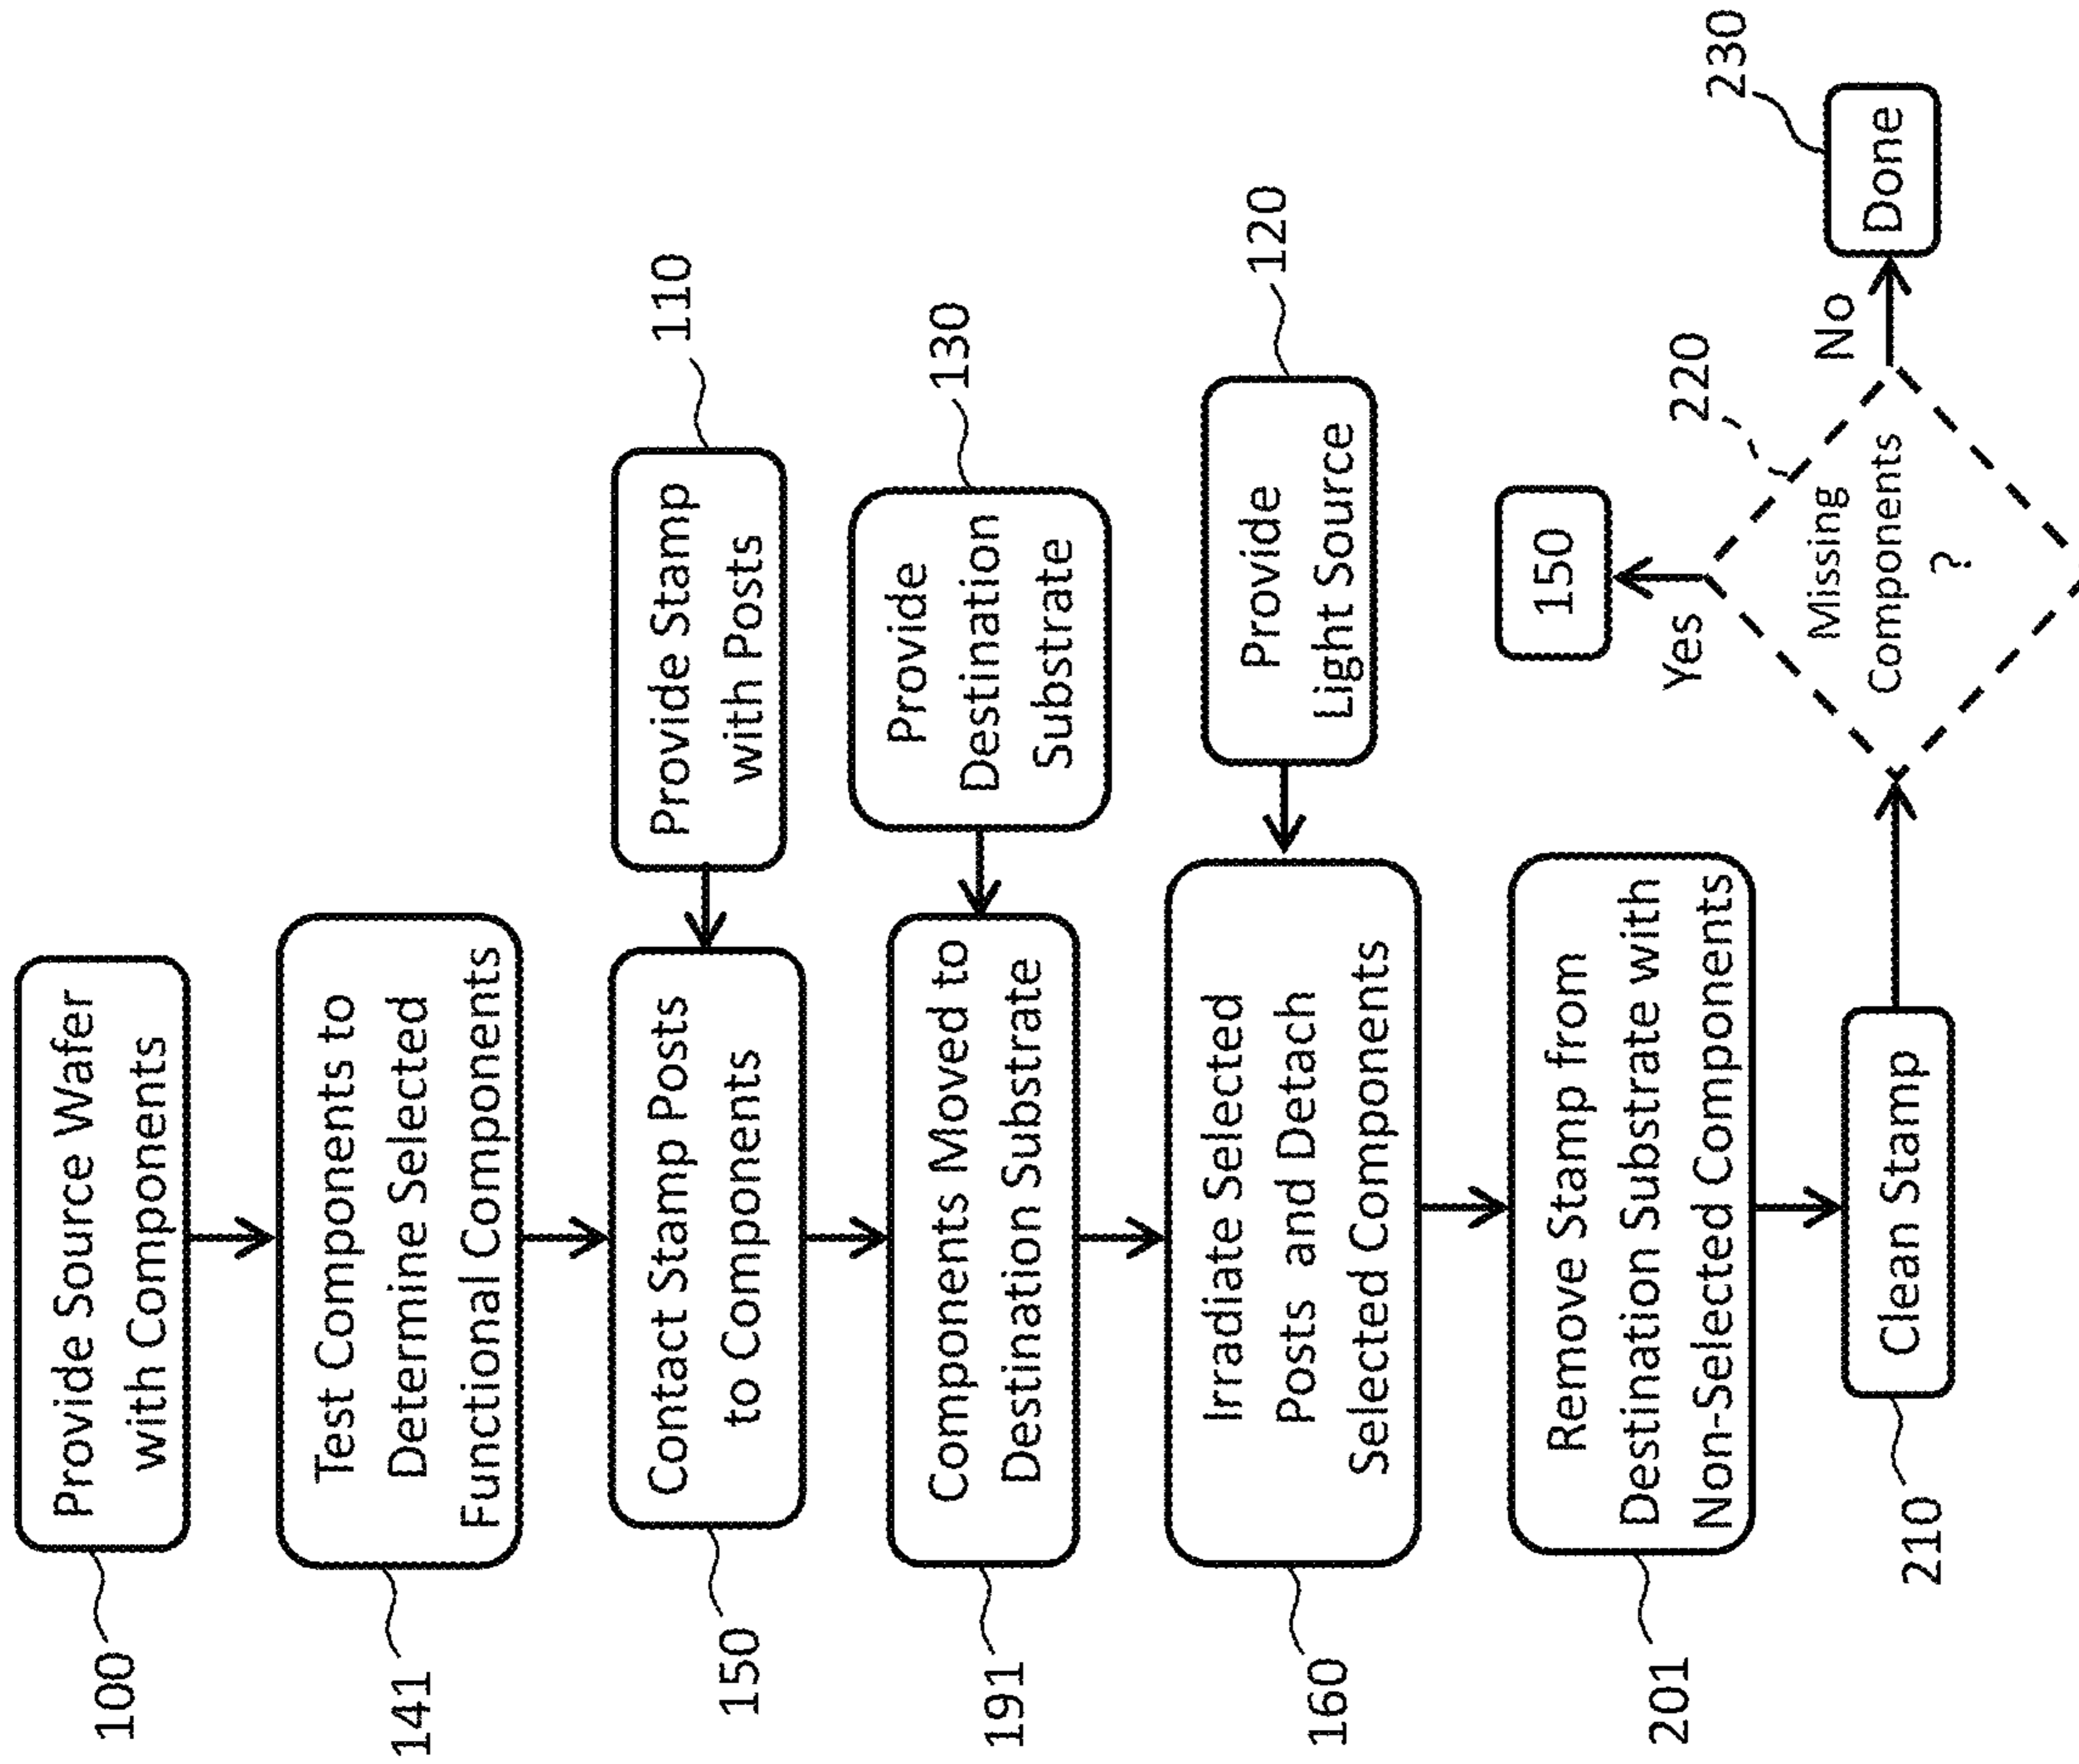 100
Provide Source Wafer
with Components
141
Test Components to
Determine Selected
Functional Components
150
Contact Stamp Posts
to Components
Provide Stamp
with Posts
110
191
Components Moved to
Destination Substrate
Provide
Destination
Substrate
130
160
Irradiate Selected
Posts and Detach
Selected Components
Provide
Light Source
120
201
Remove Stamp from
Destination Substrate with
Non-Selected Components
150
Yes
210
Clean Stamp
Missing
Components
?
220
No
Done
230